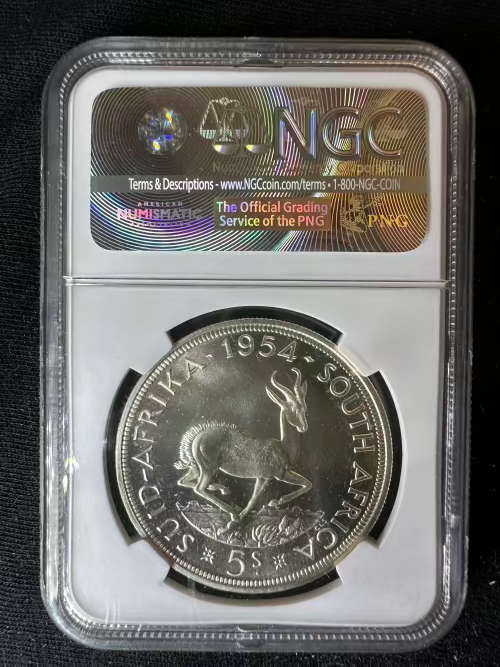 NGC
Terms & Descriptions - www.NGCcoin.com/terms • 1-800-NGC-COIN
AMERICAN
NUMISMATIC
The Official Grading
Service of the PNG
PNG
SUID-AFRIKA · 1954 · SOUTH AFRICA
5S